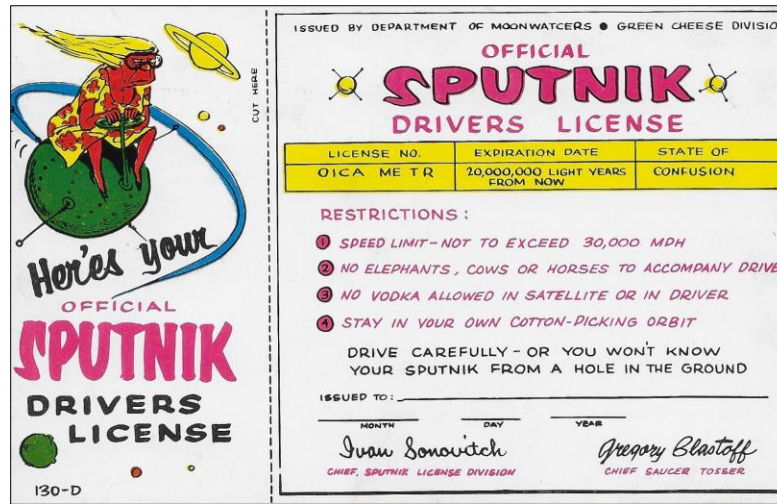 CUT HERE
Her'es your
OFFICIAL
SPUTNIK
DRIVERS
LICENSE
130-D
ISSUED BY DEPARTMENT OF MOONWATCERS ● GREEN CHEESE DIVISIO
OFFICIAL
SPUTNIK
DRIVERS LICENSE
LICENSE NO. EXPIRATION DATE STATE OF
OICA ME TR 20,000,000 LIGHT YEARS FROM NOW CONFUSION
RESTRICTIONS:
1 SPEED LIMIT-NOT TO EXCEED 30,000 MPH
2 NO ELEPHANTS, COWS OR HORSES TO ACCOMPANY DRIVE
3 NO VODKA ALLOWED IN SATELLITE OR IN DRIVER
4 STAY IN YOUR OWN COTTON-PICKING ORBIT
DRIVE CAREFULLY-OR YOU WON'T KNOW
YOUR SPUTNIK FROM A HOLE IN THE GROUND
ISSUED TO:
MONTH DAY YEAR
Ivan Sonovitch Gregory Blastoff
CHIEF, SPUTNIK LICENSE DIVISION CHIEF SAUCER TOSSER